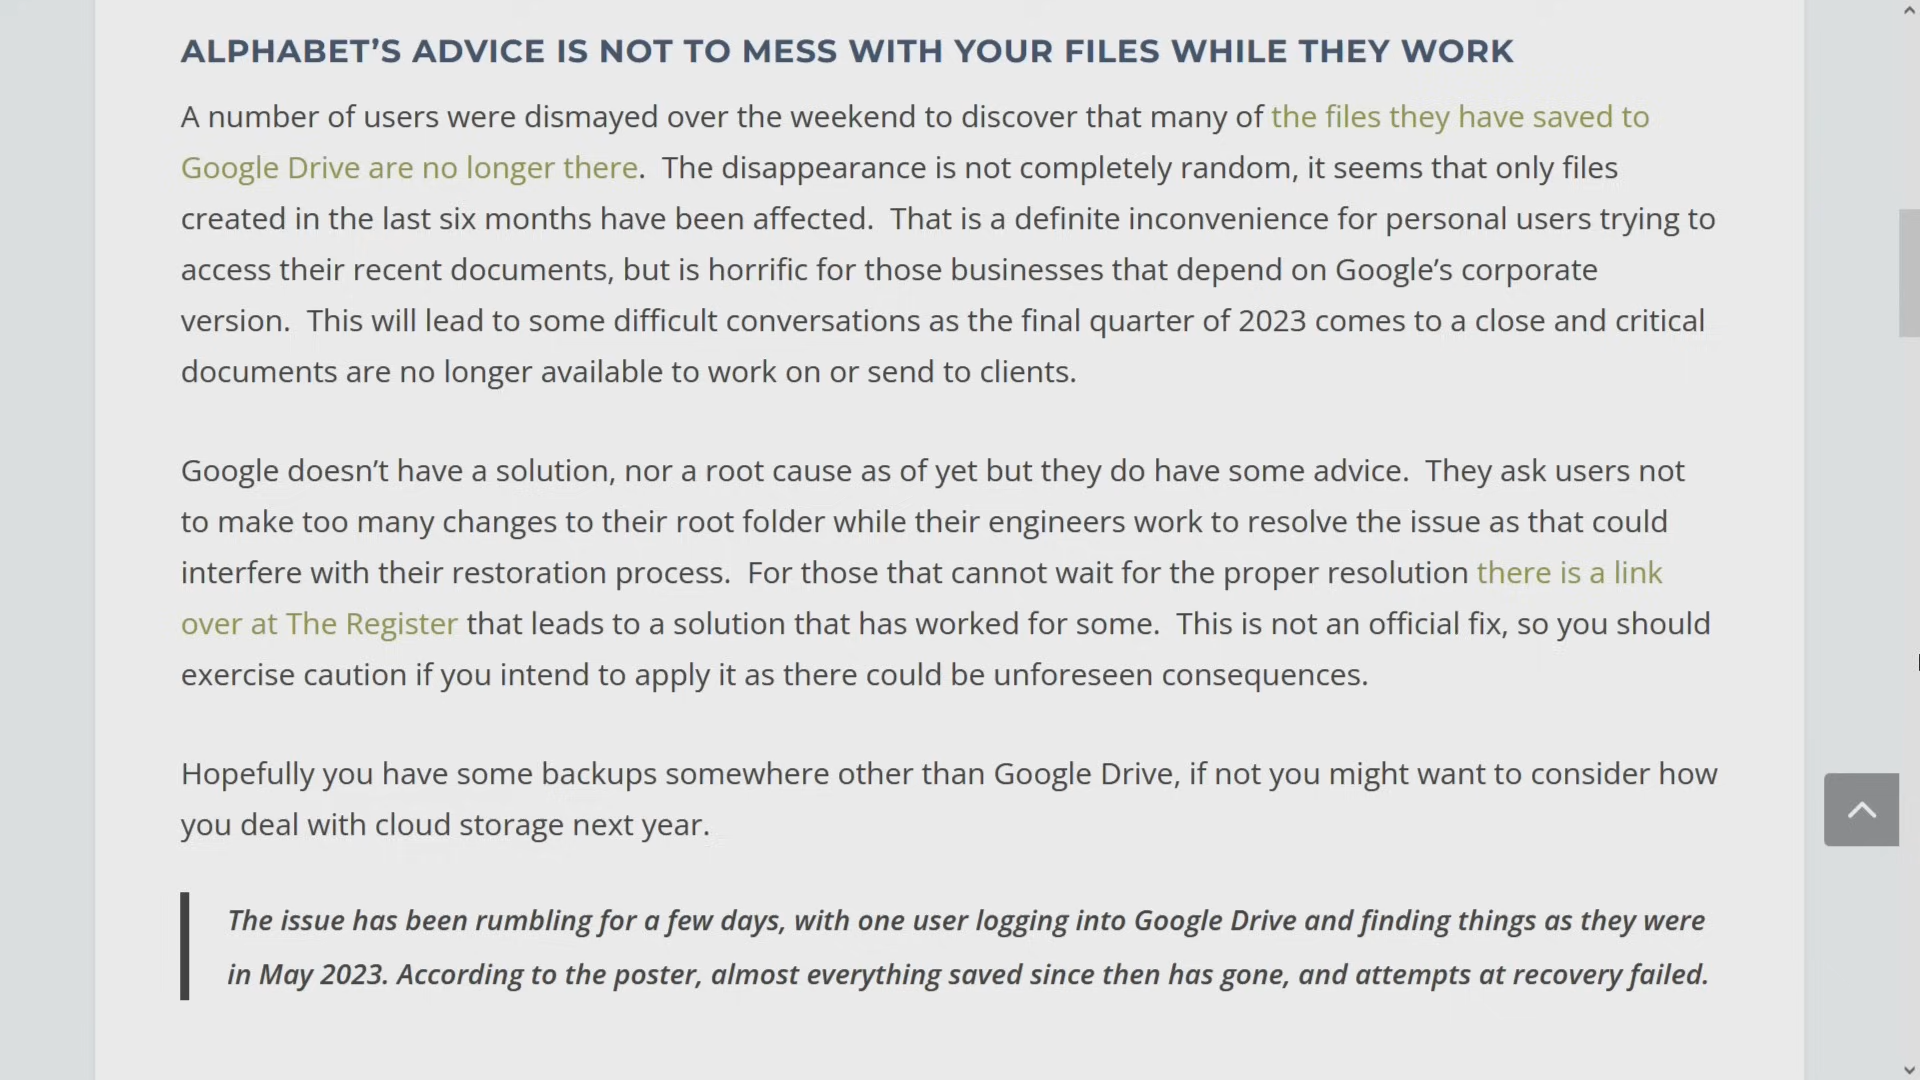 ALPHABET’S ADVICE IS NOT TO MESS WITH YOUR FILES WHILE THEY WORK
A number of users were dismayed over the weekend to discover that many of the files they have saved to
Google Drive are no longer there.  The disappearance is not completely random, it seems that only files
created in the last six months have been affected.  That is a definite inconvenience for personal users trying to
access their recent documents, but is horrific for those businesses that depend on Google’s corporate
version.  This will lead to some difficult conversations as the final quarter of 2023 comes to a close and critical
documents are no longer available to work on or send to clients.
Google doesn’t have a solution, nor a root cause as of yet but they do have some advice.  They ask users not
to make too many changes to their root folder while their engineers work to resolve the issue as that could
interfere with their restoration process.  For those that cannot wait for the proper resolution there is a link
over at The Register that leads to a solution that has worked for some.  This is not an official fix, so you should
exercise caution if you intend to apply it as there could be unforeseen consequences.
Hopefully you have some backups somewhere other than Google Drive, if not you might want to consider how
you deal with cloud storage next year.
The issue has been rumbling for a few days, with one user logging into Google Drive and finding things as they were
in May 2023. According to the poster, almost everything saved since then has gone, and attempts at recovery failed.